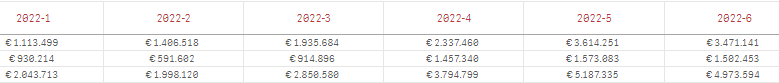 2022-1 2022-2 2022-3 2022-4 2022-5 2022-6
€ 1.113.499 € 1.406.518 € 1.935.684 € 2.337.460 € 3.614.251 € 3.471.141
€ 930.214 € 591.602 € 914.896 € 1.457.340 € 1.573.083 € 1.502.453
€ 2.043.713 € 1.998.120 € 2.850.580 € 3.794.799 € 5.187.335 € 4.973.594